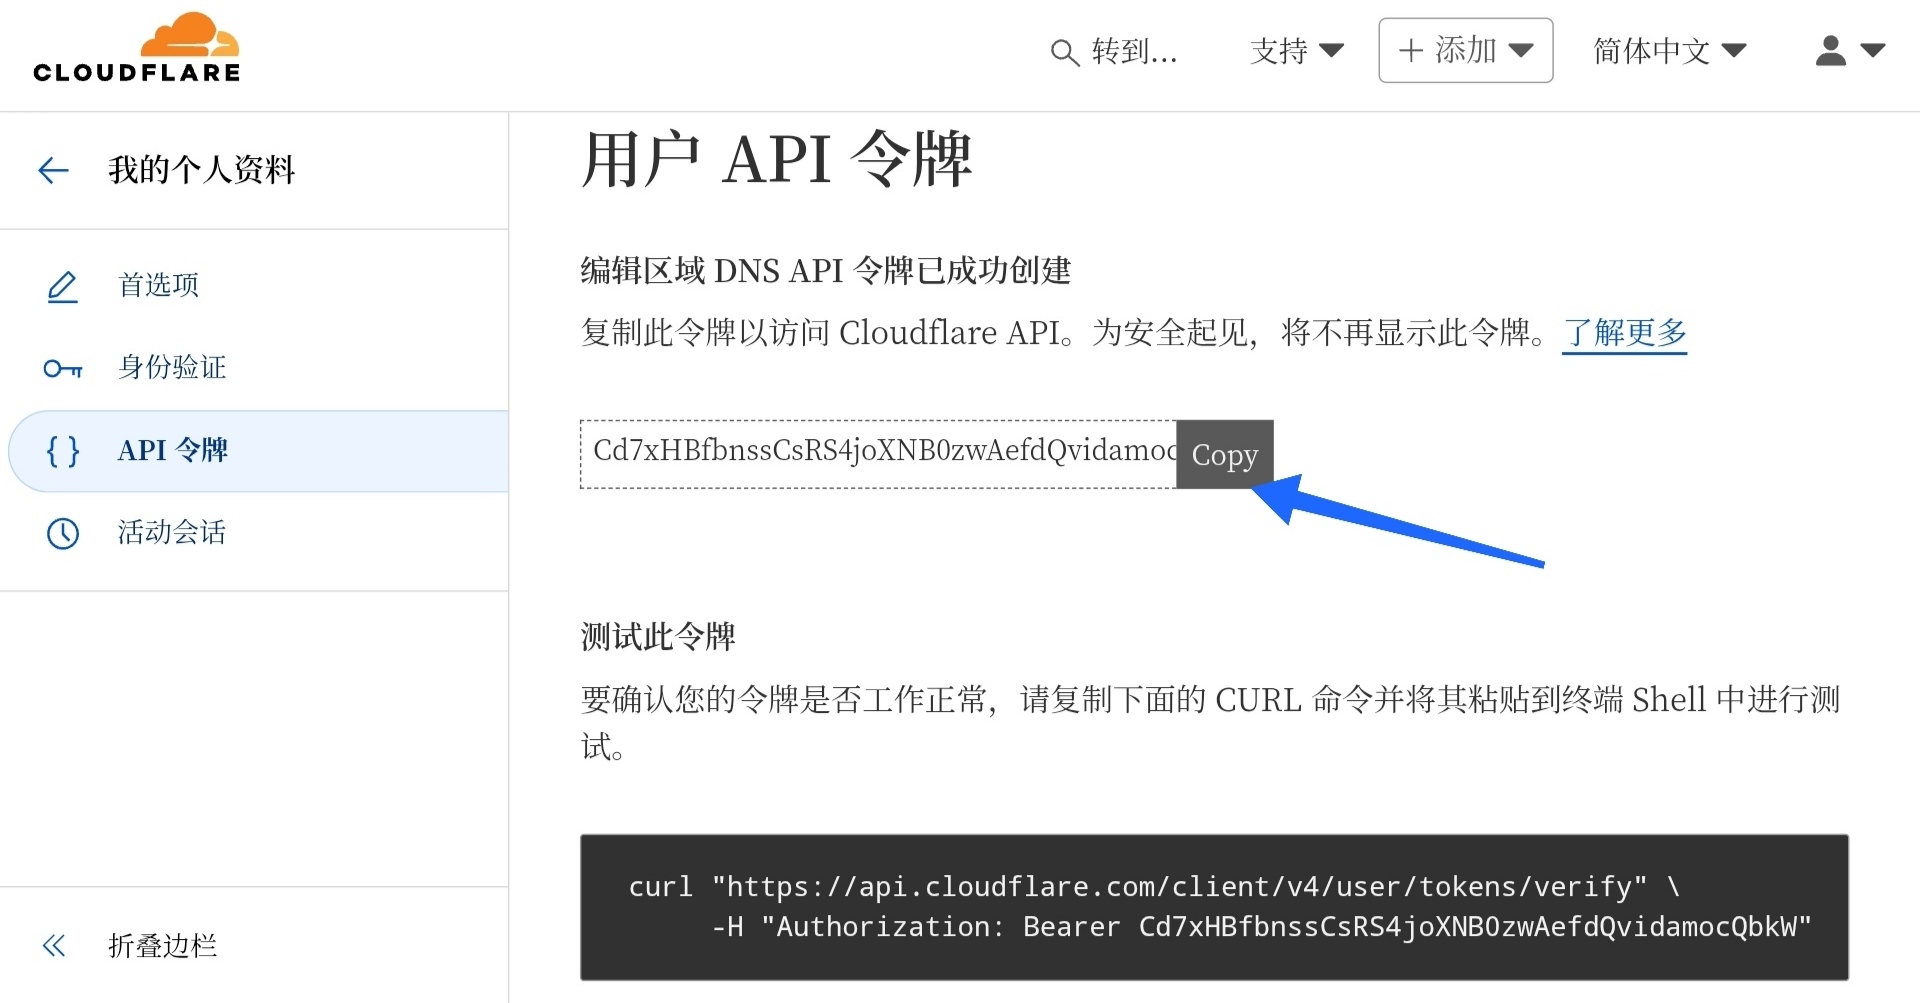 CLOUDFLARE
转到...
支持
添加
简体中文
我的个人资料
首选项
身份验证
API 令牌
活动会话
折叠边栏
用户 API 令牌
编辑区域 DNS API 令牌已成功创建
复制此令牌以访问 Cloudflare API。为安全起见，将不再显示此令牌。了解更多
Cd7xHBfbnssCsRS4joXNB0zwAefdQvidamoc
Copy
测试此令牌
要确认您的令牌是否工作正常，请复制下面的 CURL 命令并将其粘贴到终端 Shell 中进行测
试。
curl "https://api.cloudflare.com/client/v4/user/tokens/verify" \
-H "Authorization: Bearer Cd7xHBfbnssCsRS4joXNB0zwAefdQvidamocQbkW"